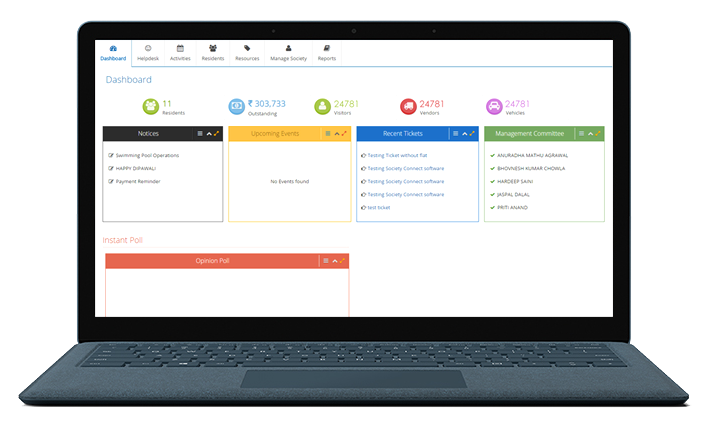 Dashboard
Helpdesk
Activities
Residents
Resources
Manage Society
Reports
Dashboard
11
Residents
₹ 303,733
Outstanding
24781
Visitors
24781
Vendors
24781
Vehicles
Notices
Swimming Pool Operations
HAPPY DIPAWALI
Payment Reminder
Upcoming Events
No Events found
Recent Tickets
Testing Ticket without flat
Testing Society Connect software
Testing Society Connect software
Testing Society Connect software
test ticket
Management Committee
ANURADHA MATHU AGRAWAL
BHOVNESH KUMAR CHOWLA
HARDEEP SAINI
JASPAL DALAL
PRITI ANAND
Instant Poll
Opinion Poll